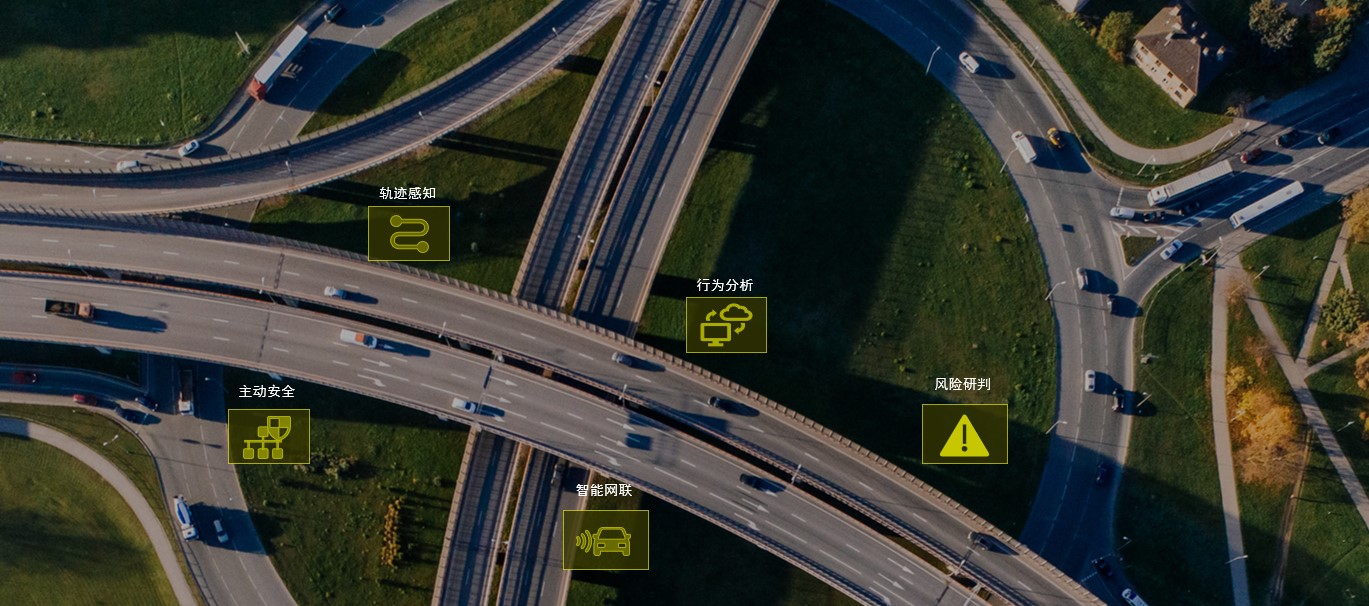 轨迹感知
行为分析
风险研判
主动安全
智能网联